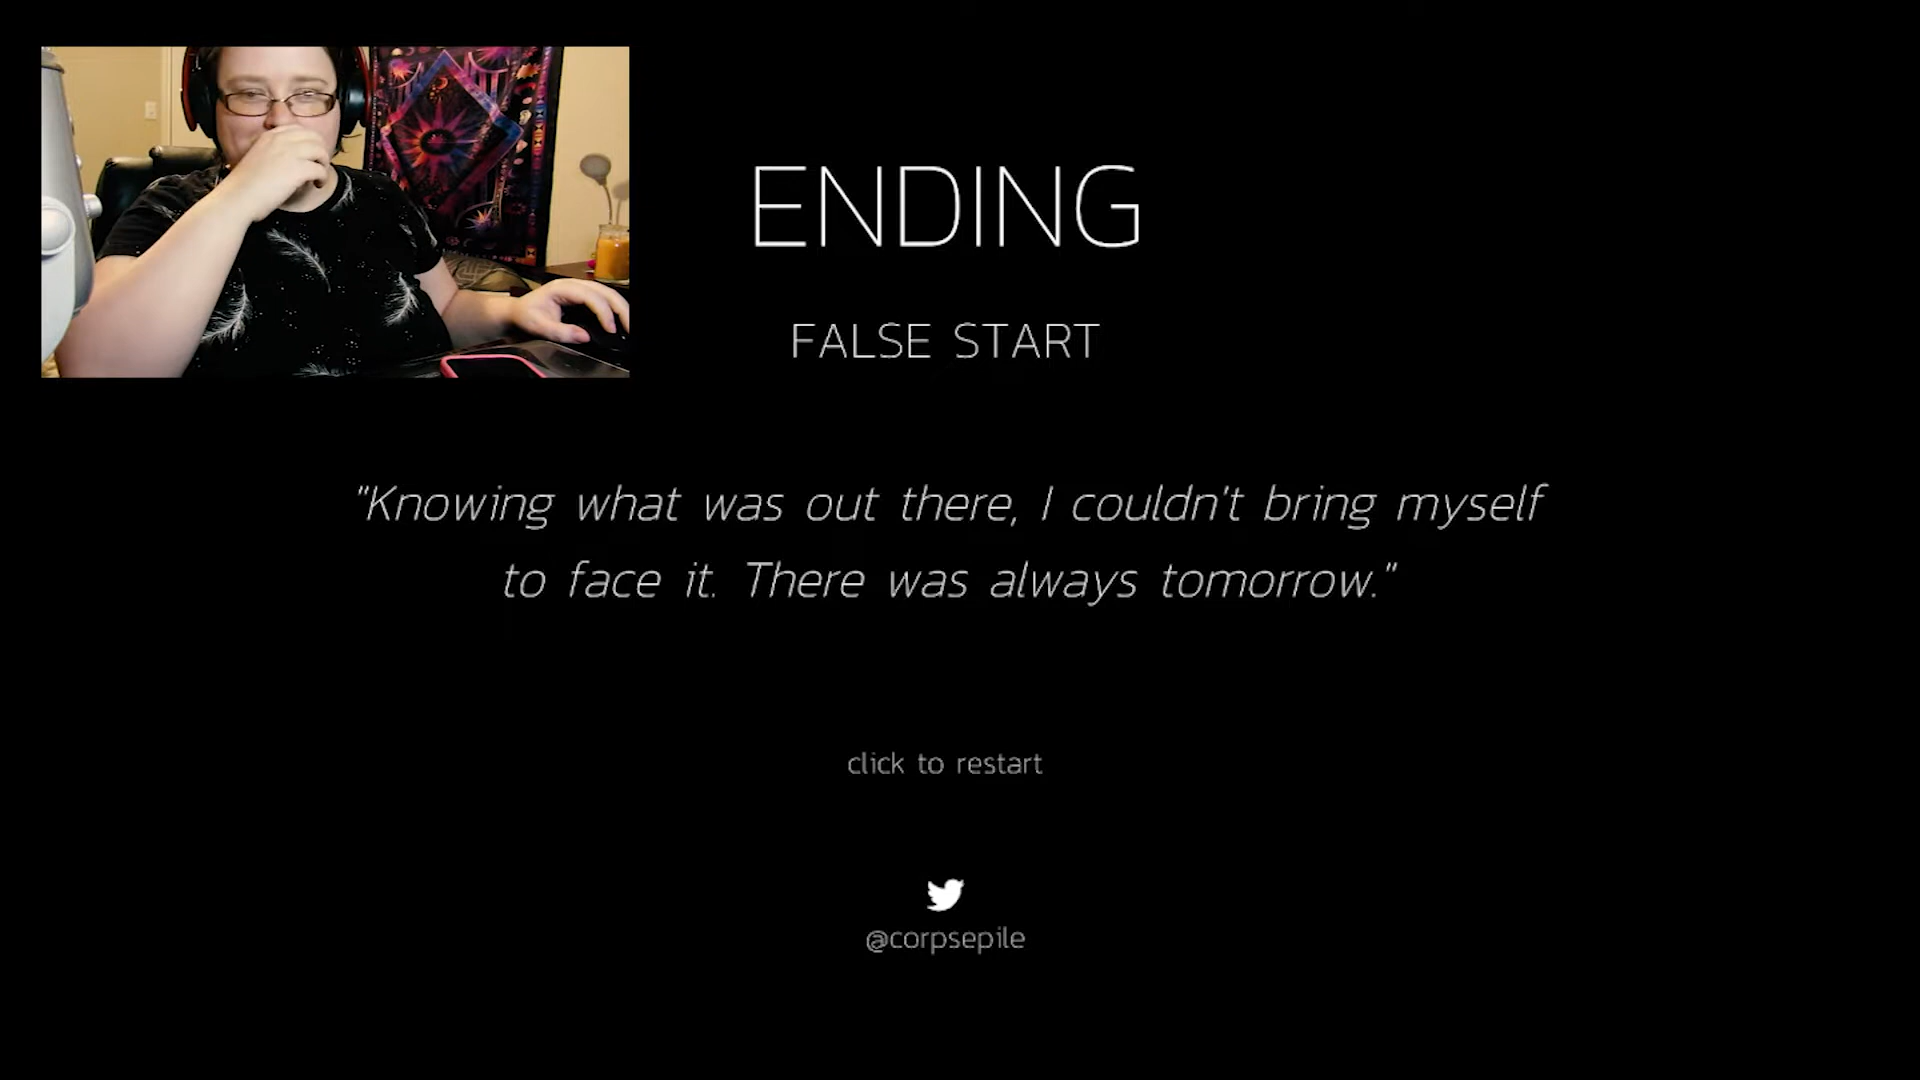 ENDING
FALSE START
"Knowing what was out there, I couldn't bring myself
to face it. There was always tomorrow."
click to restart
@corpsepile